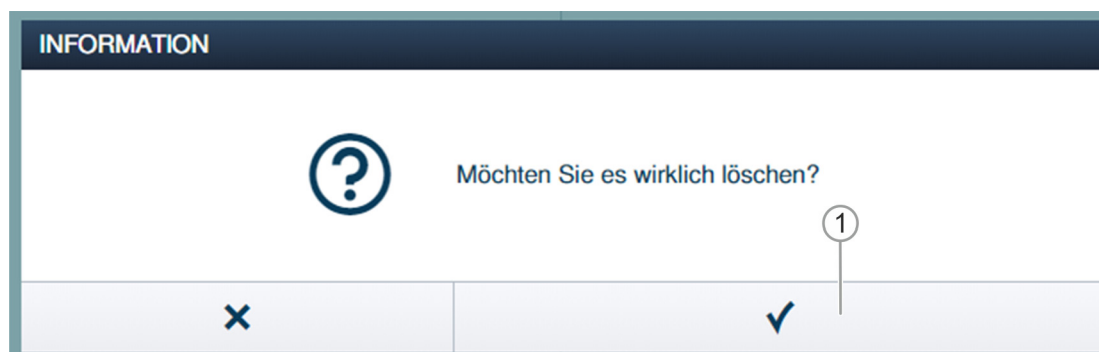 INFORMATION
Möchten Sie es wirklich löschen?
1